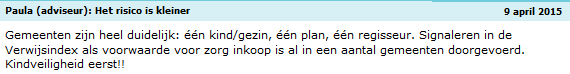 Paula (adviseur): Het risico is kleiner 9 april 2015
Gemeenten zijn heel duidelijk: één kind/gezin, één plan, één regisseur. Signaleren in de
Verwijsindex als voorwaarde voor zorg inkoop is al in een aantal gemeenten doorgevoerd.
Kindveiligheid eerst!!